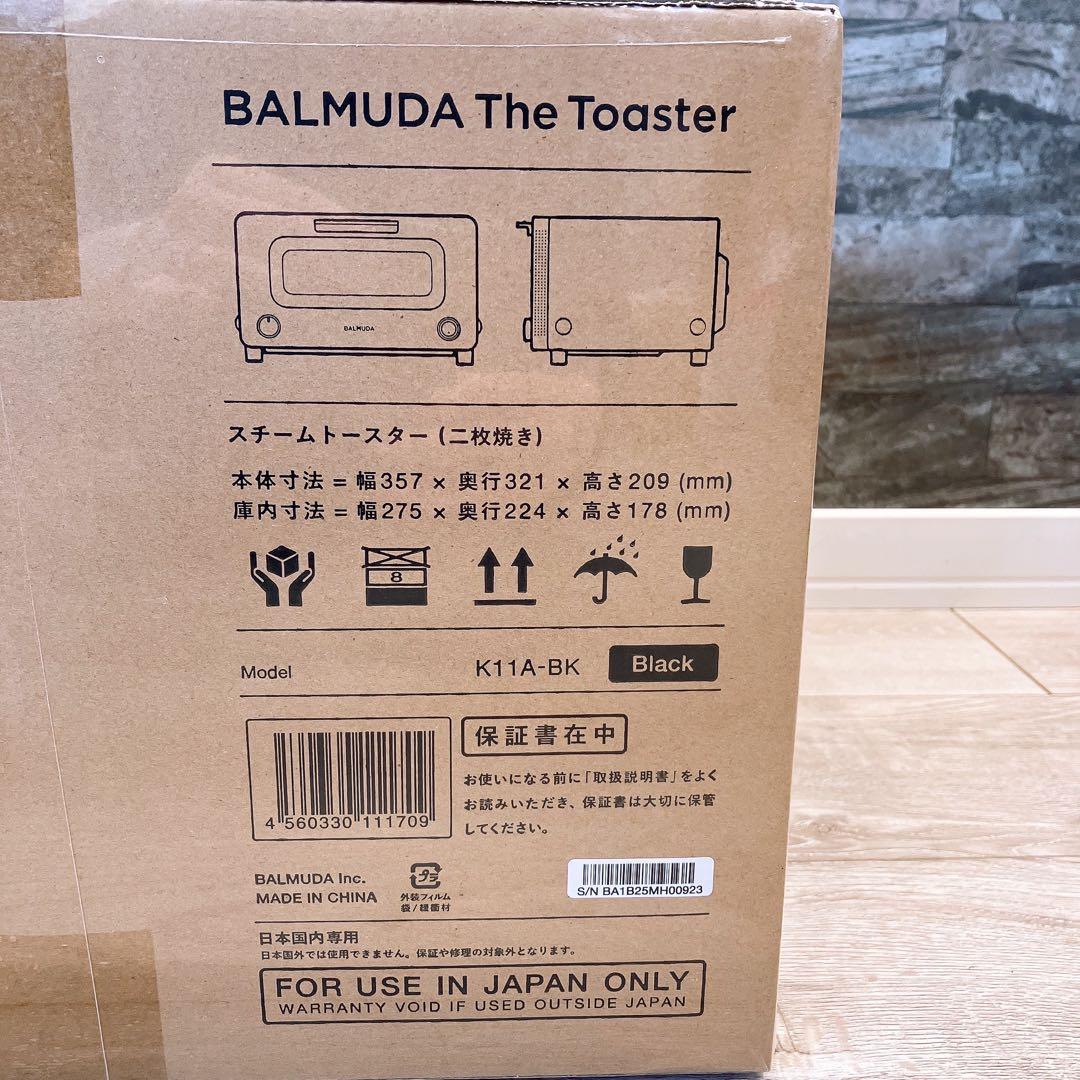 BALMUDA The Toaster
BALMUDA
スチームトースター (二枚焼き)
本体寸法 = 幅357 × 奥行321 × 高さ209 (mm)
庫内寸法 = 幅275 × 奥行224 × 高さ178 (mm)
8
Model K11A-BK Black
保証書在中
お使いになる前に「取扱説明書」をよく
お読みいただき、保証書は大切に保管
してください。
4 560330 111709
BALMUDA Inc.
MADE IN CHINA
プラ
外装フィルム
袋/緩衝材
S/N BA1B25MH00923
日本国内専用
日本国外では使用できません。保証や修理の対象外となります。
FOR USE IN JAPAN ONLY
WARRANTY VOID IF USED OUTSIDE JAPAN